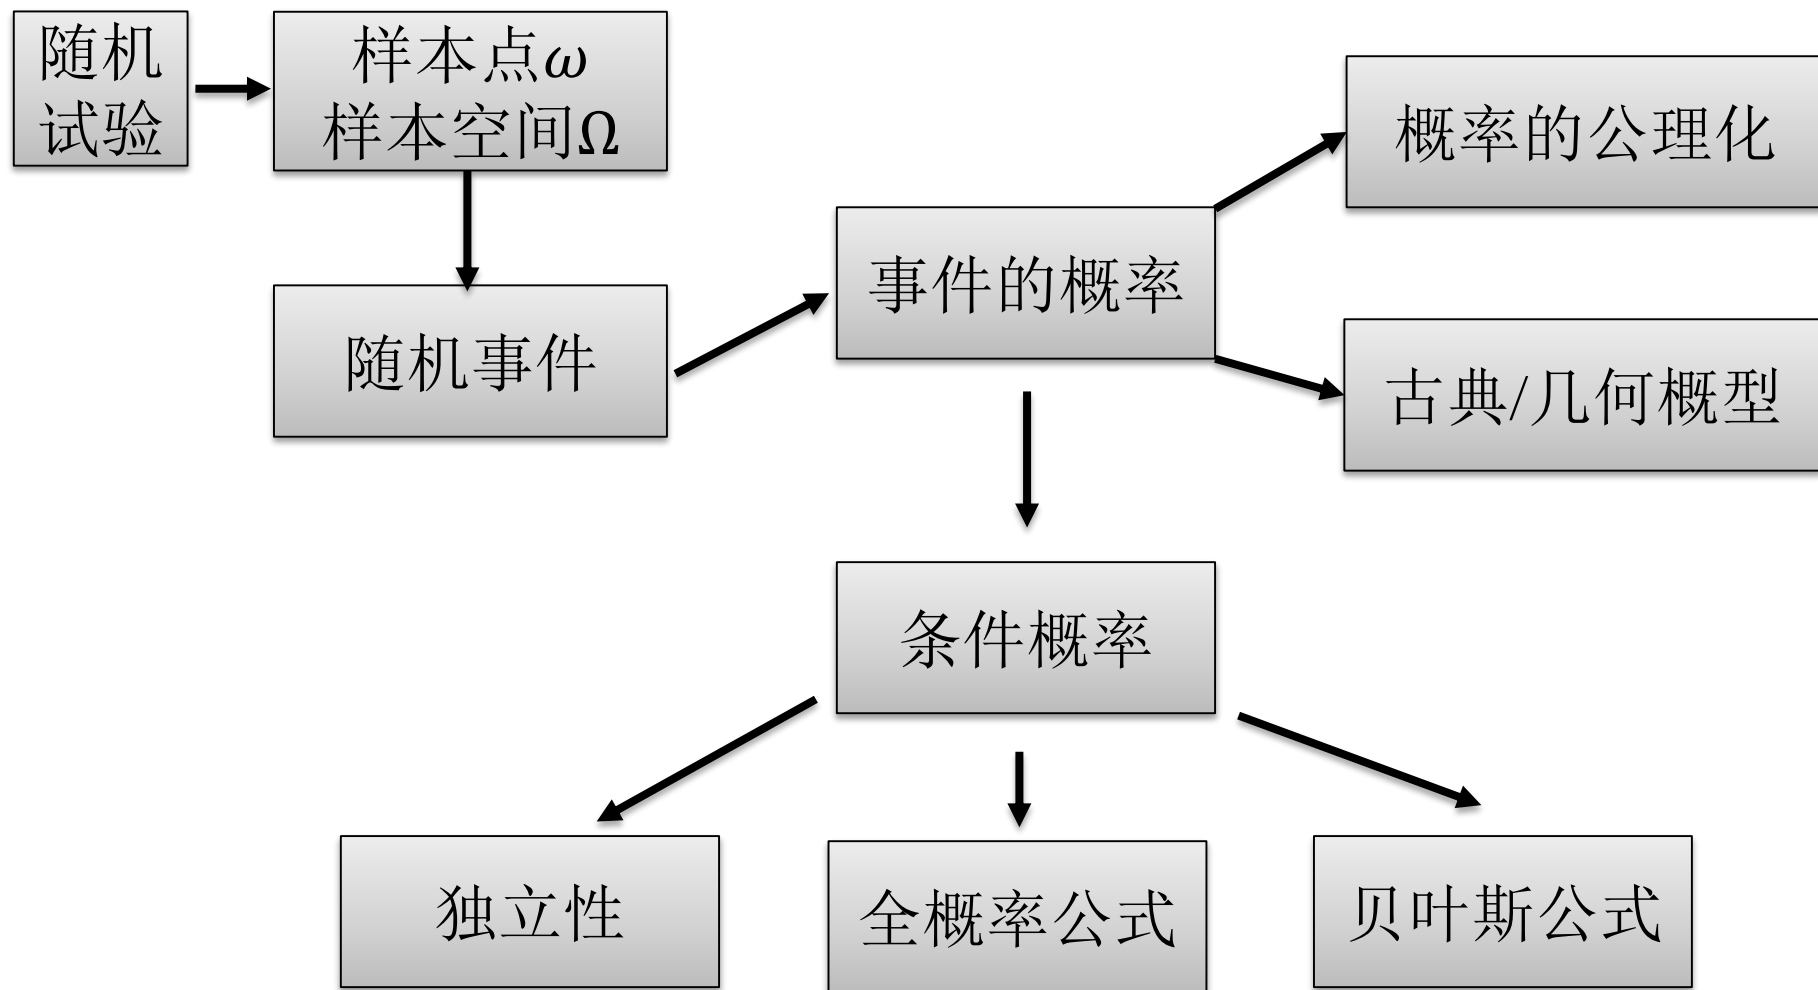 随机
试验
样本点ω
样本空间Ω
随机事件
事件的概率
概率的公理化
古典/几何概型
条件概率
独立性
全概率公式
贝叶斯公式